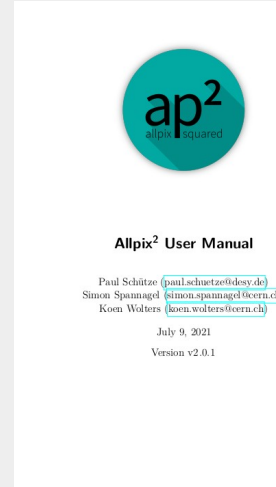 ap²
allpix squared
Allpix² User Manual
Paul Schütze (paul.schuetze@desy.de)
Simon Spannagel (simon.spannagel@cern.ch
Koen Wolters (koen.wolters@cern.ch)
July 9, 2021
Version v2.0.1